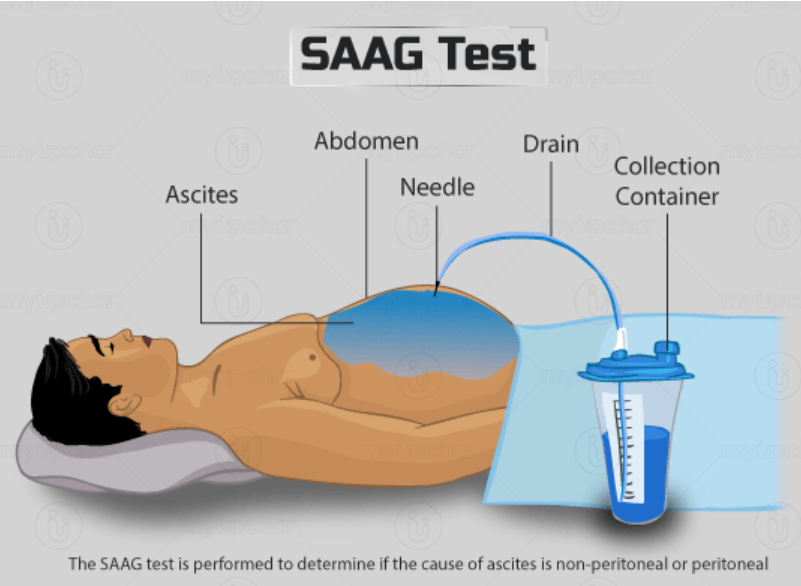 SAAG Test
Abdomen
Drain
Collection
Container
Needle
Ascites
The SAAG test is performed to determine if the cause of ascites is non-peritoneal or peritoneal